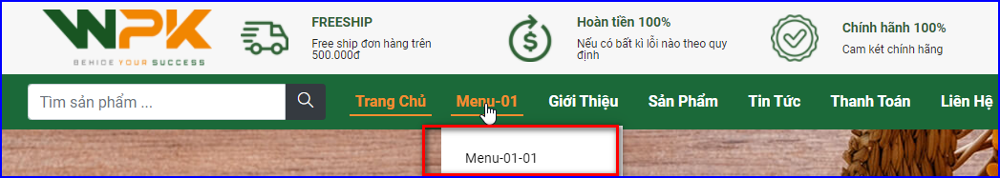 WPK
BEHIDE YOUR SUCCESS
FREESHIP
Free ship đơn hàng trên
500.000đ
Hoàn tiền 100%
Nếu có bất kì lỗi nào theo quy
định
Chính hãnh 100%
Cam két chính hãng
Tìm sản phẩm ...
Trang Chủ Menu-01 Giới Thiệu Sản Phẩm Tin Tức Thanh Toán Liên Hệ
Menu-01-01